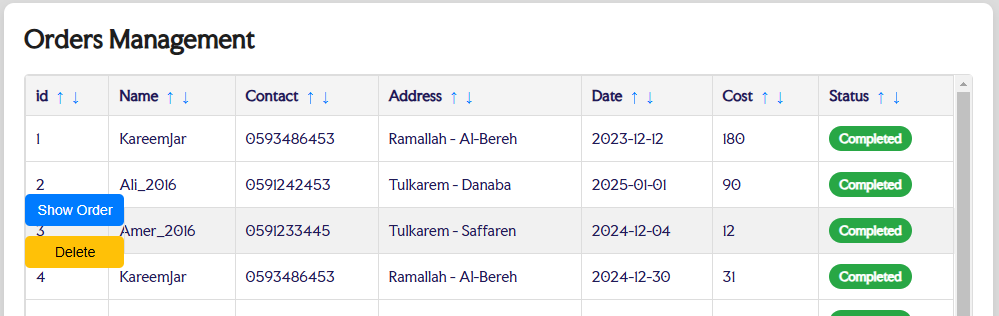 Orders Management
id ↑ ↓ Name ↑ ↓ Contact ↑ ↓ Address ↑ ↓ Date ↑ ↓ Cost ↑ ↓ Status ↑ ↓
1 KareemJar 0593486453 Ramallah - Al-Bereh 2023-12-12 180 Completed
2 Ali_2016 0591242453 Tulkarem - Danaba 2025-01-01 90 Completed
Show Order
3 Amer_2016 0591233445 Tulkarem - Saffaren 2024-12-04 12 Completed
Delete
4 KareemJar 0593486453 Ramallah - Al-Bereh 2024-12-30 31 Completed